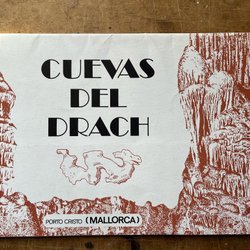 CUEVAS
DEL
DRACH
PORTO CRISTO (MALLORCA)